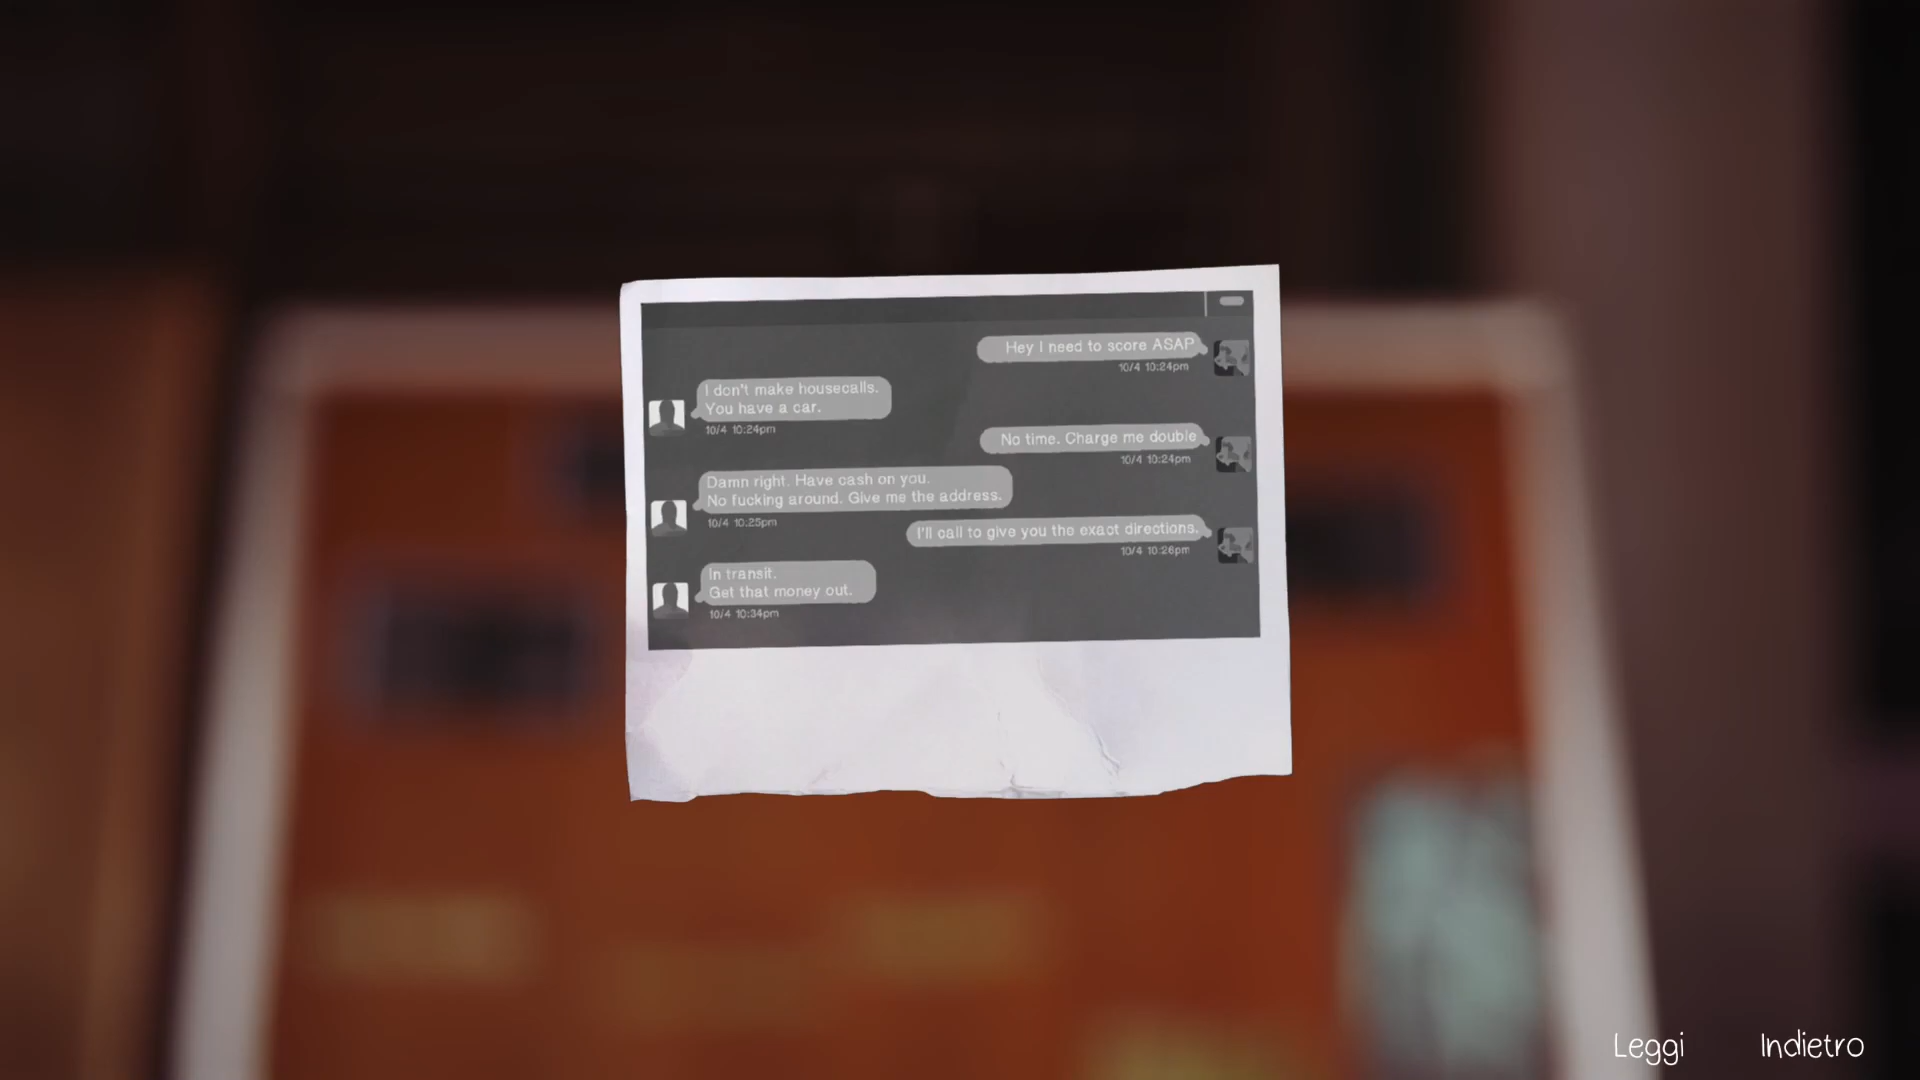 Hey I need to score ASAP
10/4 10:24pm
I don't make housecalls.
You have a car.
10/4 10:24pm
No time. Charge me double
10/4 10:24pm
Damn right. Have cash on you.
No fucking around. Give me the address.
10/4 10:25pm
I'll call to give you the exact directions.
10/4 10:26pm
In transit.
Get that money out.
10/4 10:34pm
Leggi
Indietro